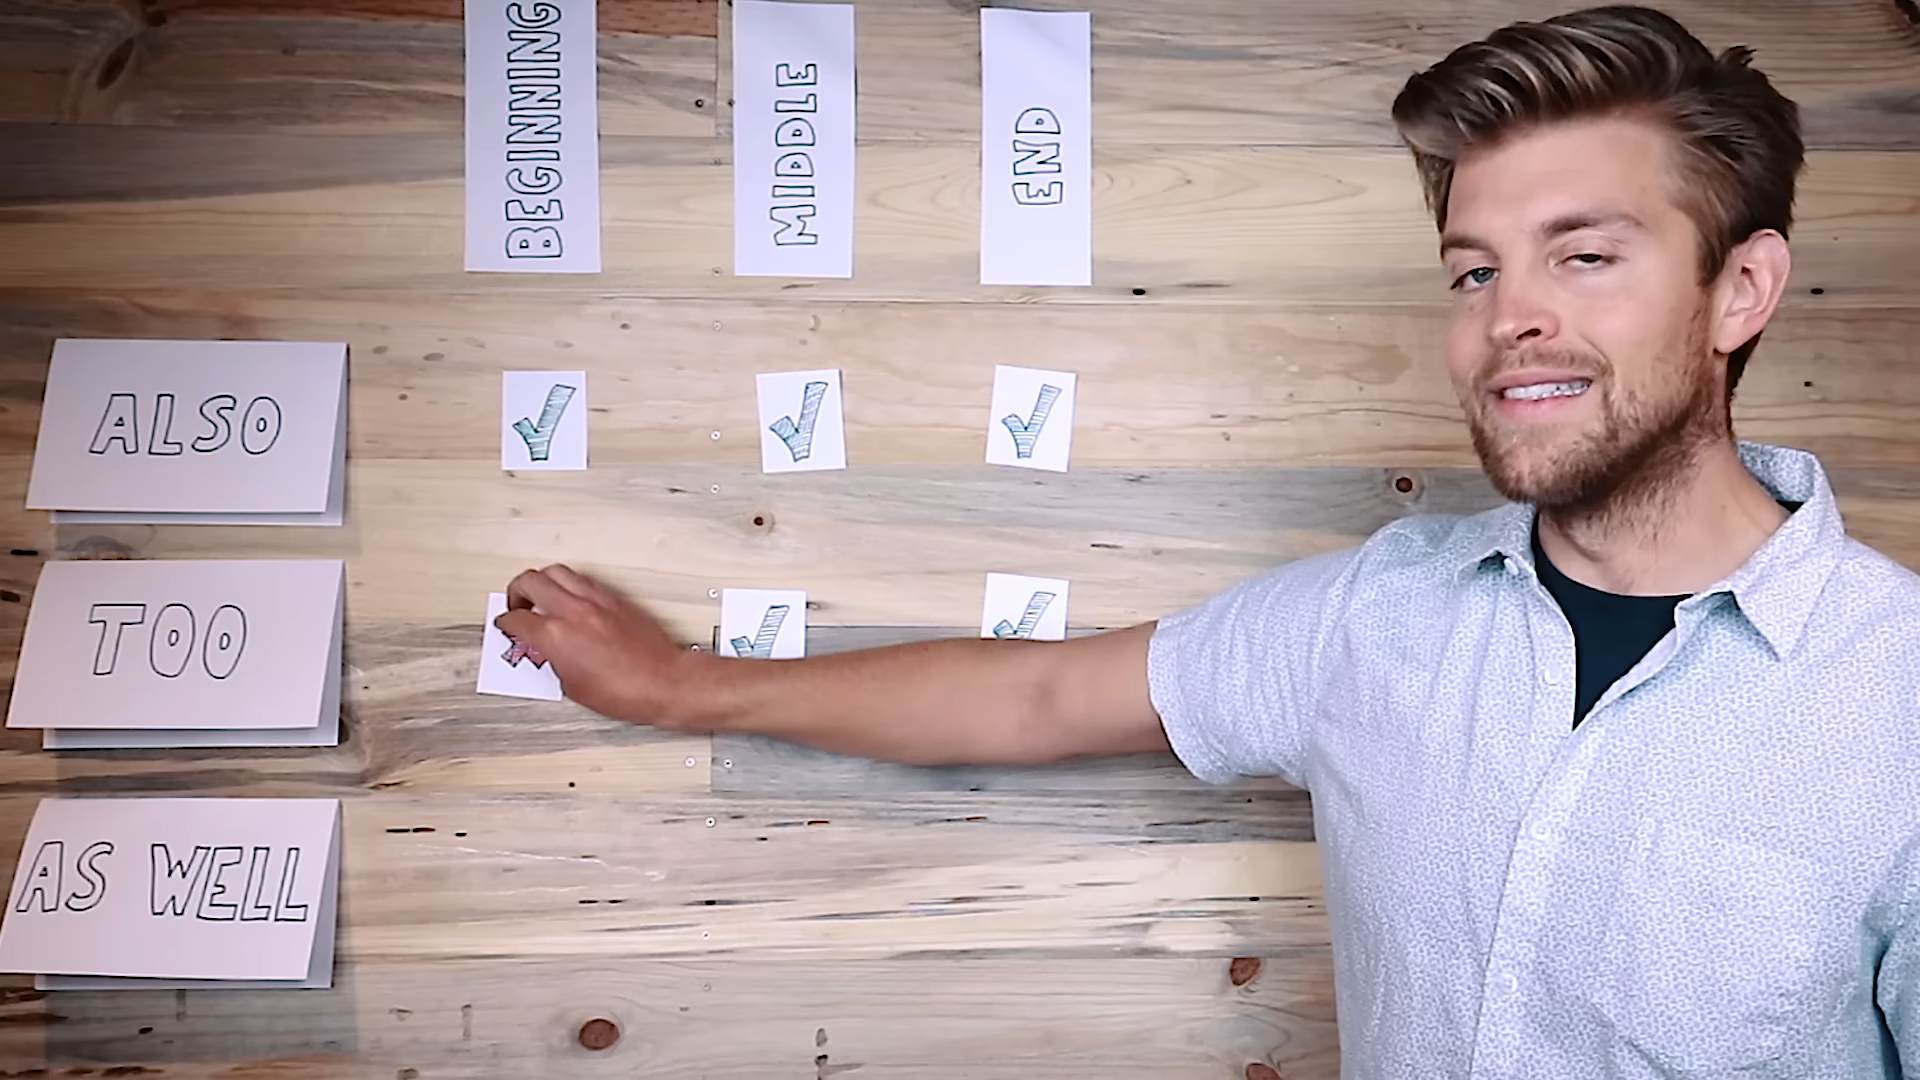 BEGINNING
MIDDLE
END
ALSO
TOO
AS WELL